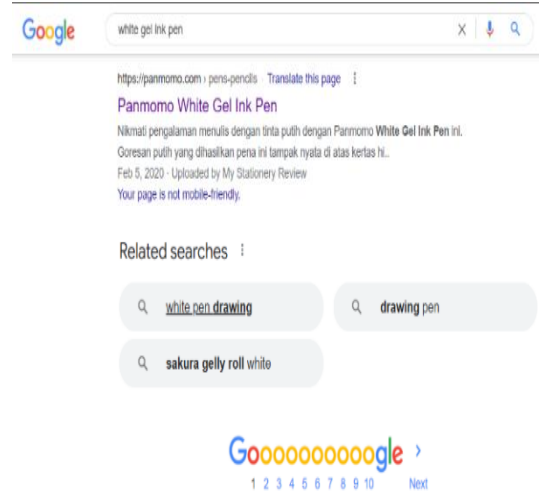 Google
white gel ink pen
https://panmomo.com › pens-pencils Translate this page
Panmomo White Gel Ink Pen
Nikmati pengalaman menulis dengan tinta putih dengan Panmomo White Gel Ink Pen ini.
Goresan putih yang dihasilkan pena ini tampak nyata di atas kertas hi..
Feb 5, 2020 - Uploaded by My Stationery Review
Your page is not mobile-friendly.
Related searches
white pen drawing
drawing pen
sakura gelly roll white
Goooooooooogle >
1 2 3 4 5 6 7 8 9 10 Next